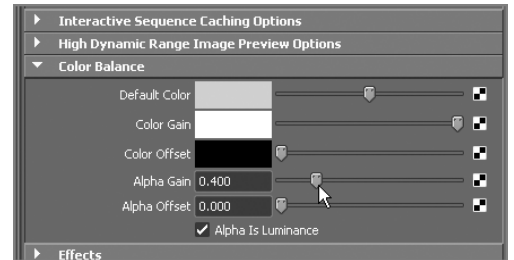 Interactive Sequence Caching Options
High Dynamic Range Image Preview Options
Color Balance
Default Color
Color Gain
Color Offset
Alpha Gain 0.400
Alpha Offset 0.000
Alpha Is Luminance
Effects